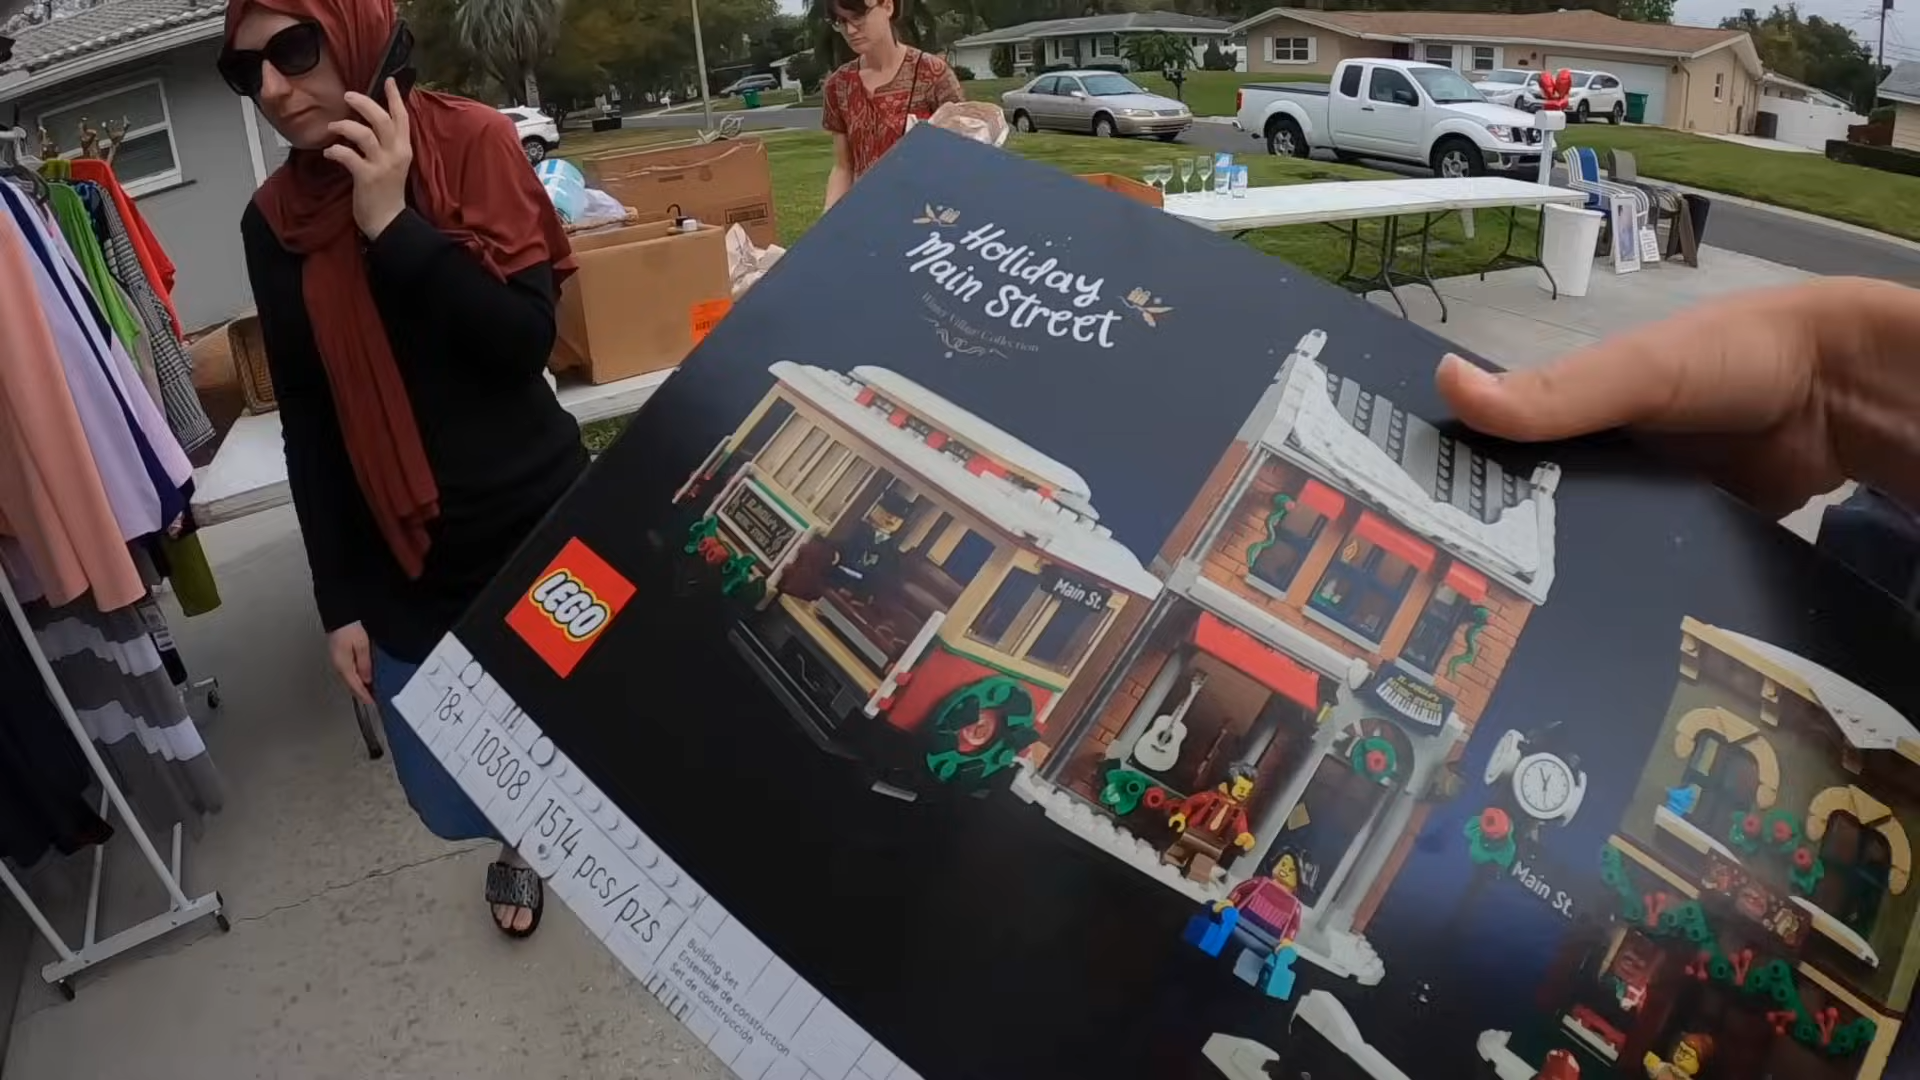 Holiday
Main Street
Winter Village Collection
LEGO
Main St.
18+
10308
1514 pcs/pzs
Building Set
Ensemble de construction
Set de construcción
Main St.